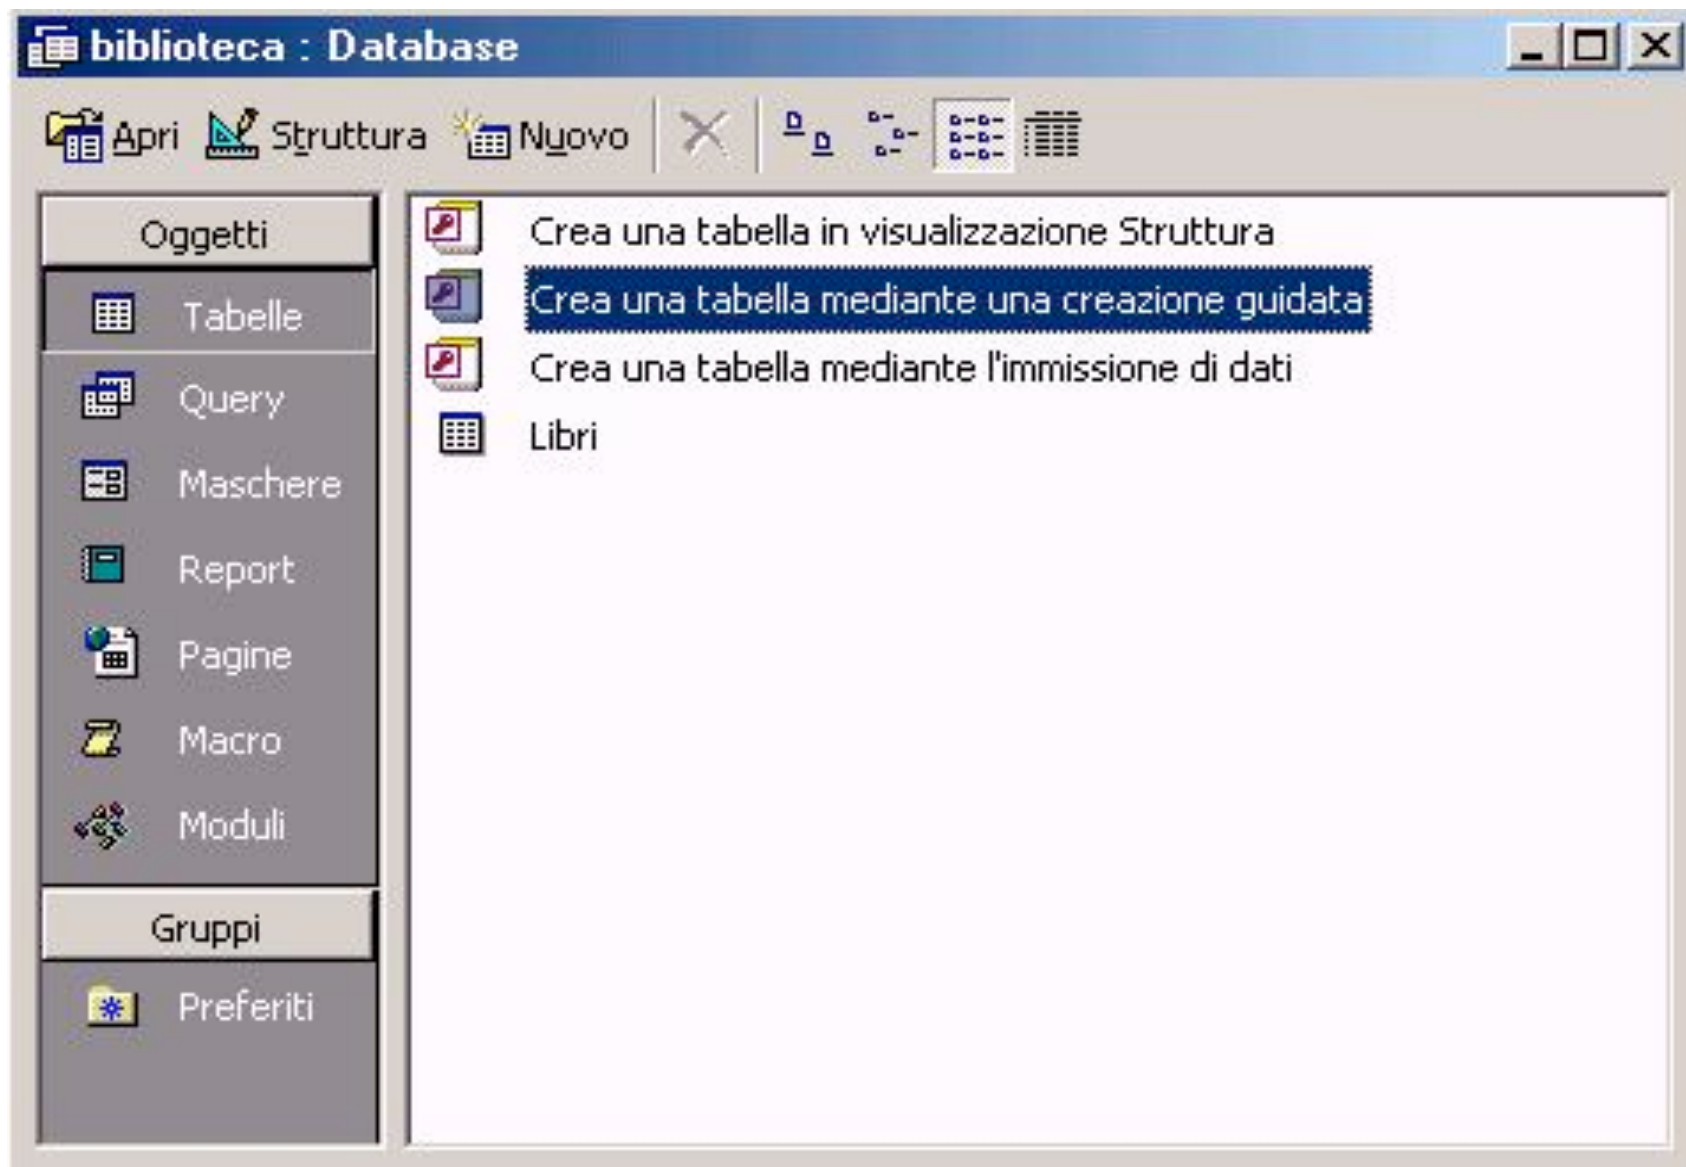 biblioteca : Database
Apri Struttura Nuovo
Oggetti
Tabelle
Query
Maschere
Report
Pagine
Macro
Moduli
Gruppi
Preferiti
Crea una tabella in visualizzazione Struttura
Crea una tabella mediante una creazione guidata
Crea una tabella mediante l'immissione di dati
Libri